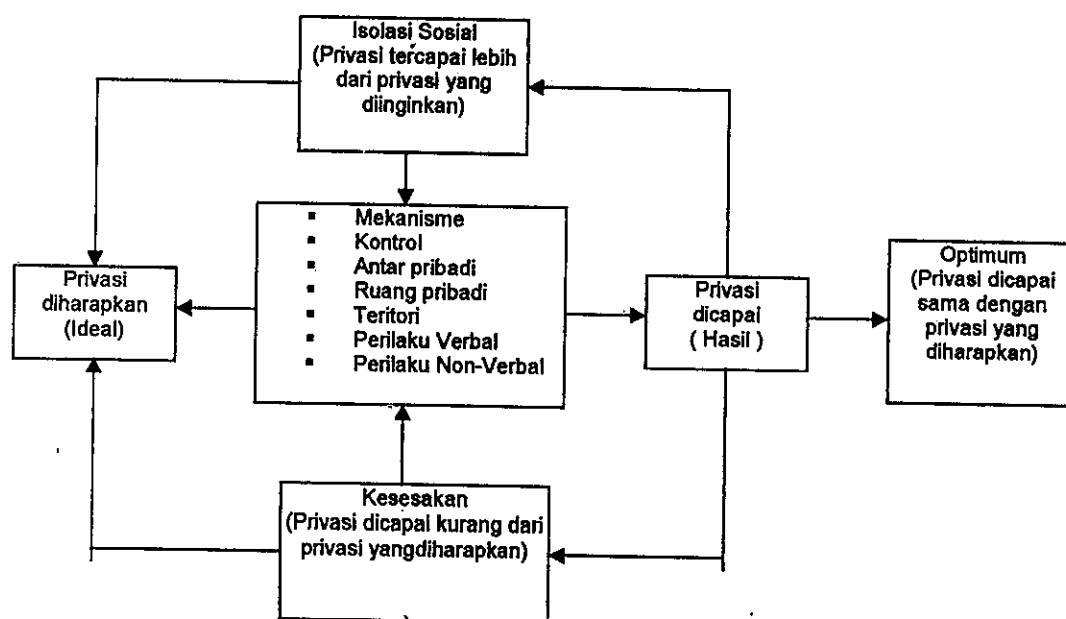 Isolasi Sosial
(Privasi tercapai lebih
dari privasi yang
diinginkan)
▪ Mekanisme
▪ Kontrol
▪ Antar pribadi
▪ Ruang pribadi
▪ Teritori
▪ Perilaku Verbal
▪ Perilaku Non-Verbal
Privasi
diharapkan
(Ideal)
Privasi
dicapai
( Hasil )
Optimum
(Privasi dicapai
sama dengan
privasi yang
diharapkan)
Kesesakan
(Privasi dicapai kurang dari
privasi yangdiharapkan)